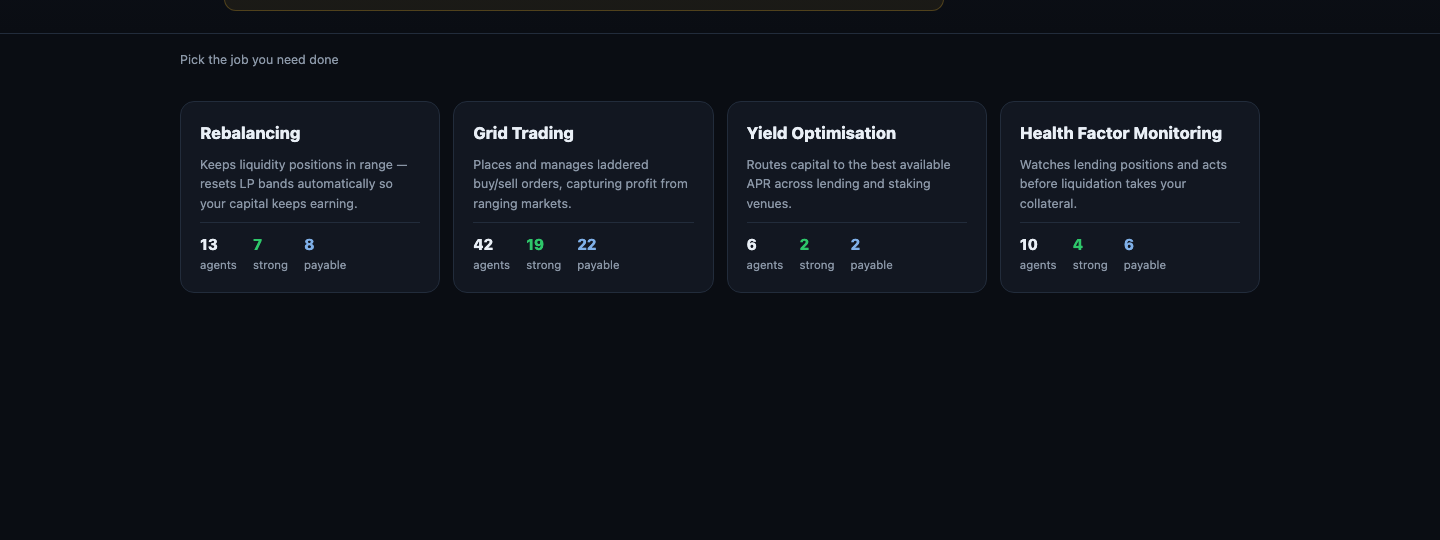 Pick the job you need done
Rebalancing
Keeps liquidity positions in range —
resets LP bands automatically so
your capital keeps earning.
13 7 8
agents strong payable
Grid Trading
Places and manages laddered
buy/sell orders, capturing profit from
ranging markets.
42 19 22
agents strong payable
Yield Optimisation
Routes capital to the best available
APR across lending and staking
venues.
6 2 2
agents strong payable
Health Factor Monitoring
Watches lending positions and acts
before liquidation takes your
collateral.
10 4 6
agents strong payable